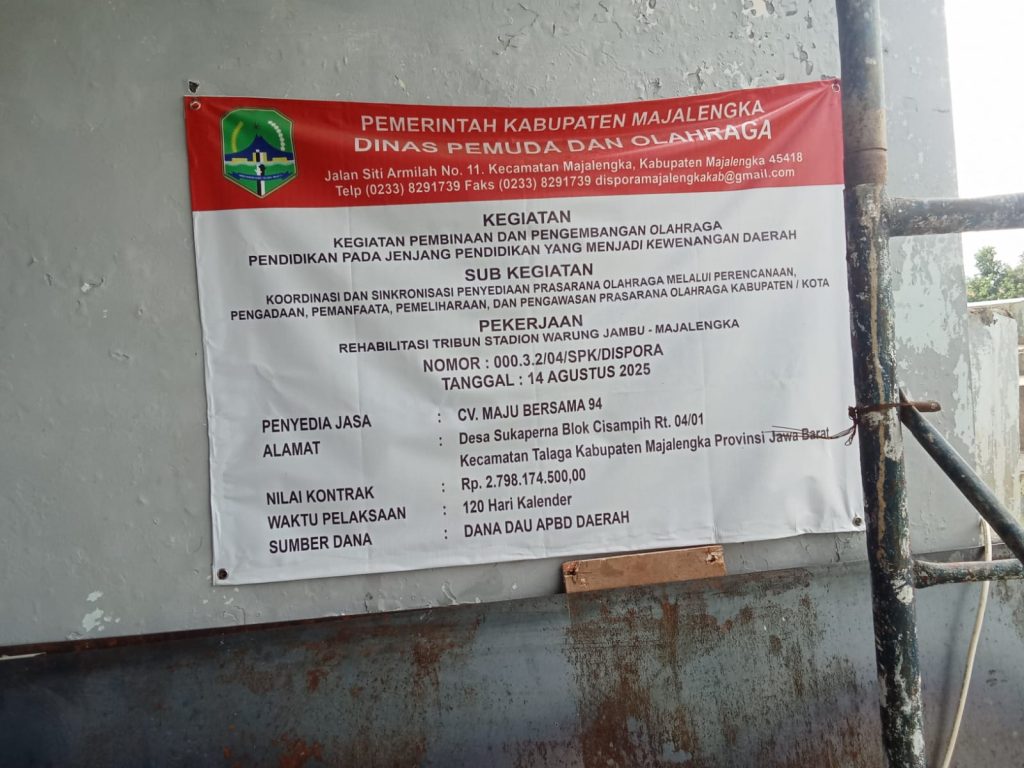 PEMERINTAH KABUPATEN MAJALENGKA
DINAS PEMUDA DAN OLAHRAGA
Jalan Siti Armilah No. 11. Kecamatan Majalengka, Kabupaten Majalengka 45418
Telp (0233) 8291739 Faks (0233) 8291739 disporamajalengkakab@gmail.com
KEGIATAN
KEGIATAN PEMBINAAN DAN PENGEMBANGAN OLAHRAGA
PENDIDIKAN PADA JENJANG PENDIDIKAN YANG MENJADI KEWENANGAN DAERAH
SUB KEGIATAN
KOORDINASI DAN SINKRONISASI PENYEDIAAN PRASARANA OLAHRAGA MELALUI PERENCANAAN,
PENGADAAN, PEMANFAATA, PEMELIHARAAN, DAN PENGAWASAN PRASARANA OLAHRAGA KABUPATEN / KOTA
PEKERJAAN
REHABILITASI TRIBUN STADION WARUNG JAMBU - MAJALENGKA
NOMOR : 000.3.2/04/SPK/DISPORA
TANGGAL : 14 AGUSTUS 2025
PENYEDIA JASA : CV. MAJU BERSAMA 94
ALAMAT : Desa Sukaperna Blok Cisampih Rt. 04/01
Kecamatan Talaga Kabupaten Majalengka Provinsi Jawa Barat
NILAI KONTRAK : Rp. 2.798.174.500,00
WAKTU PELAKSAAN : 120 Hari Kalender
SUMBER DANA : DANA DAU APBD DAERAH